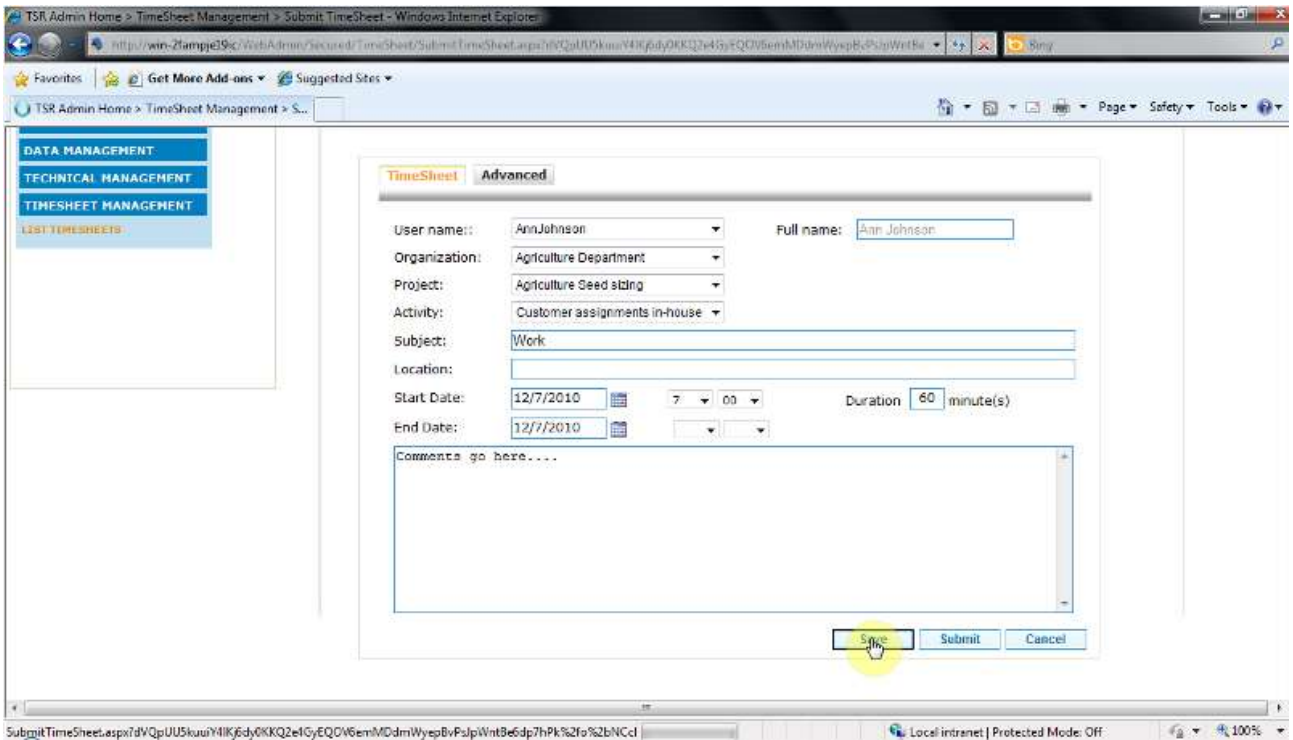 TSR Admin Home > TimeSheet Management > Submit TimeSheet - Windows Internet Explorer
Bing
Favorites Get More Add-ons Suggested Sites
TSR Admin Home > TimeSheet Management > S... Page Safety Tools
DATA MANAGEMENT
TECHNICAL MANAGEMENT
TIMESHEET MANAGEMENT
LIST TIMESHEETS
TimeSheet Advanced
User name:: AnnJohnson Full name: Ann Johnson
Organization: Agriculture Department
Project: Agriculture Seed sizing
Activity: Customer assignments in-house
Subject: Work
Location:
Start Date: 12/7/2010 7 00 Duration 60 minute(s)
End Date: 12/7/2010
Comments go here....
Save Submit Cancel
Local intranet | Protected Mode: Off 100%